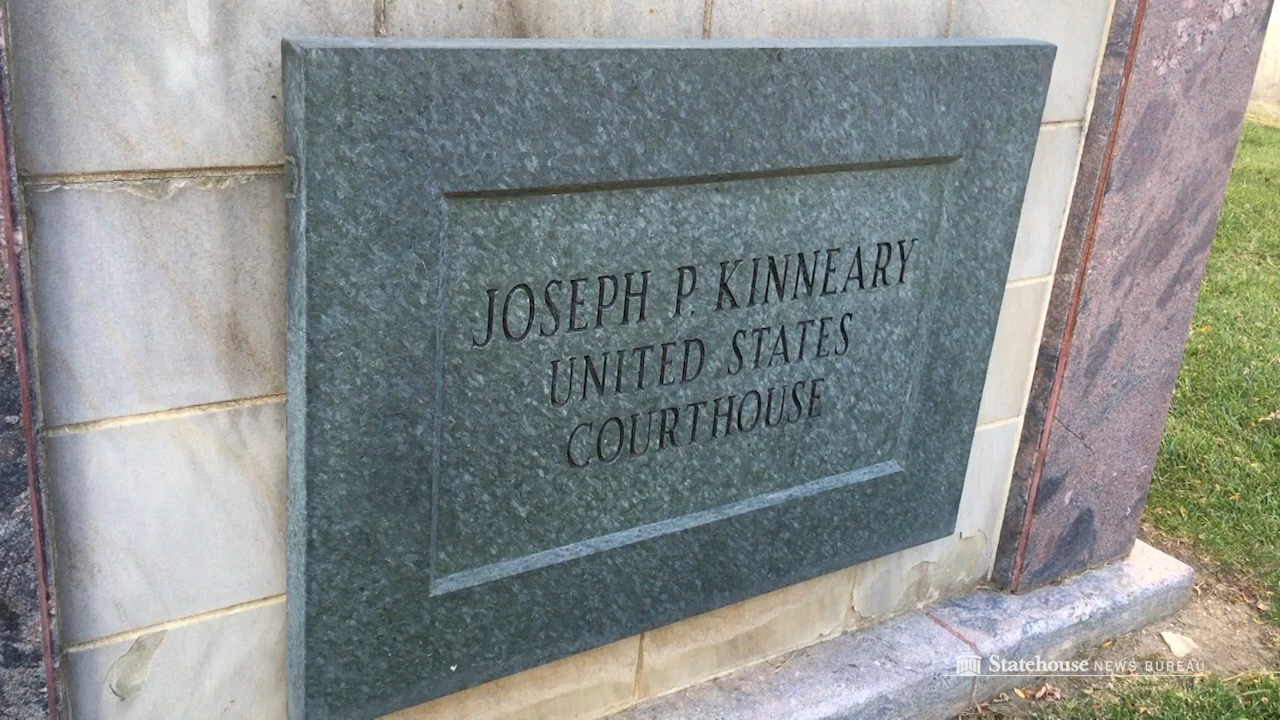 JOSEPH P. KINNEARY
UNITED STATES
COURTHOUSE
Statehouse NEWS BUREAU